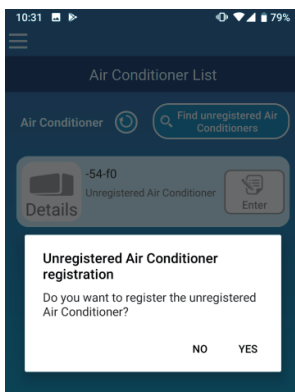 10:31 79%
Air Conditioner List
Air Conditioner
Find unregistered Air
Conditioners
-54-f0
Unregistered Air Conditioner
Details
Enter
Unregistered Air Conditioner
registration
Do you want to register the unregistered
Air Conditioner?
NO YES